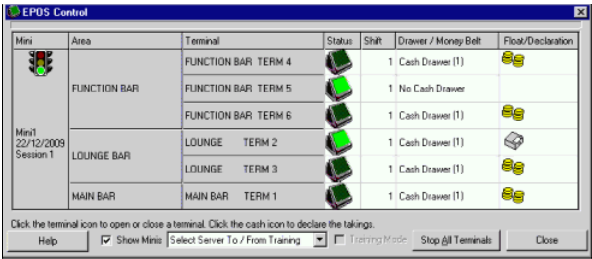 EPOS Control
Mini Area Terminal Status Shift Drawer / Money Belt Float/Declaration
FUNCTION BAR TERM 4 1 Cash Drawer (1)
FUNCTION BAR FUNCTION BAR TERM 5 1 No Cash Drawer
FUNCTION BAR TERM 6 1 Cash Drawer (1)
Mini1
22/12/2009
Session 1
LOUNGE BAR
LOUNGE TERM 2 1 Cash Drawer (1)
LOUNGE TERM 3 1 Cash Drawer (1)
MAIN BAR MAIN BAR TERM 1 1 Cash Drawer (1)
Click the terminal icon to open or close a terminal. Click the cash icon to declare the takings.
Help Show Minis Select Server To / From Training Training Mode Stop All Terminals Close